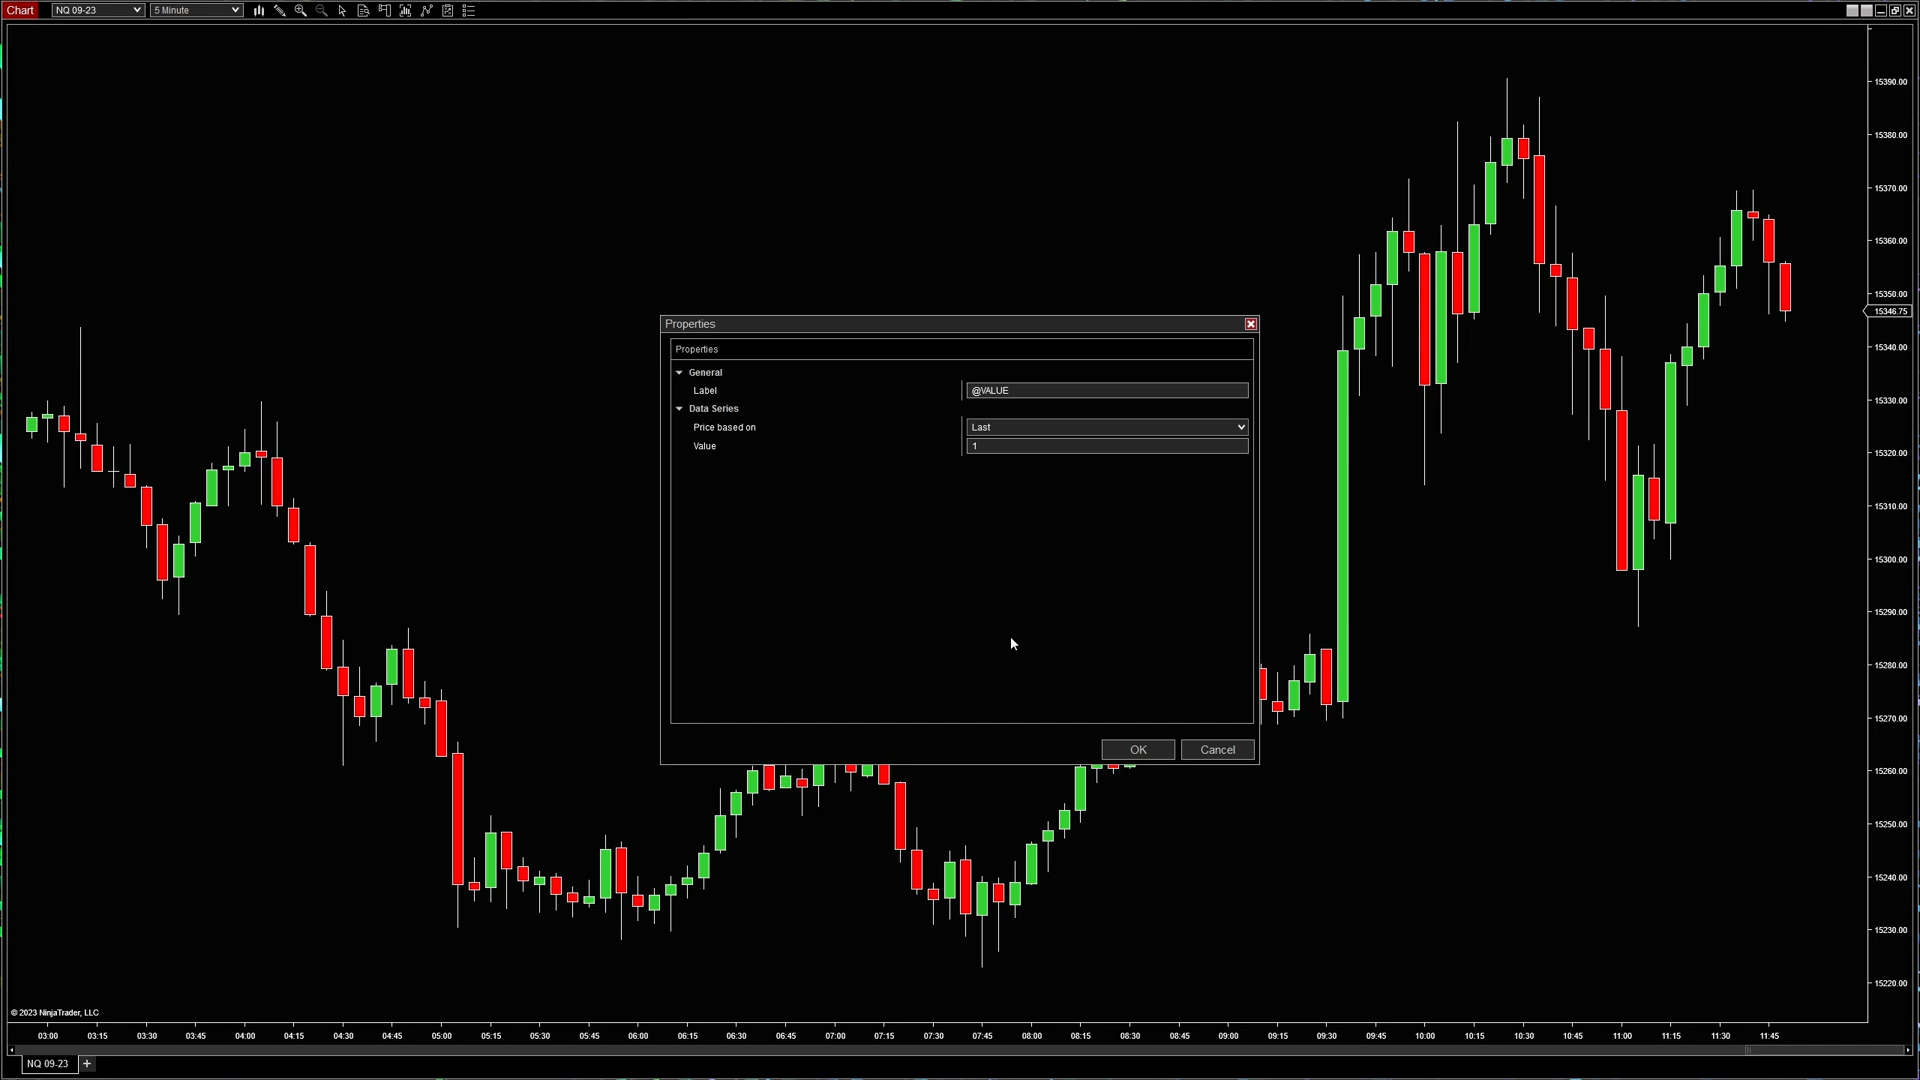 Chart NQ 09-23 5 Minute
15390.00
15380.00
15370.00
15360.00
15350.00
15346.75
15340.00
15330.00
15320.00
15310.00
15300.00
15290.00
15280.00
15270.00
15260.00
15250.00
15240.00
15230.00
15220.00
Properties
Properties
General
Label @VALUE
Data Series
Price based on Last
Value 1
OK Cancel
© 2023 NinjaTrader, LLC
03:00 03:15 03:30 03:45 04:00 04:15 04:30 04:45 05:00 05:15 05:30 05:45 06:00 06:15 06:30 06:45 07:00 07:15 07:30 07:45 08:00 08:15 08:30 08:45 09:00 09:15 09:30 09:45 10:00 10:15 10:30 10:45 11:00 11:15 11:30 11:45
NQ 09-23 +